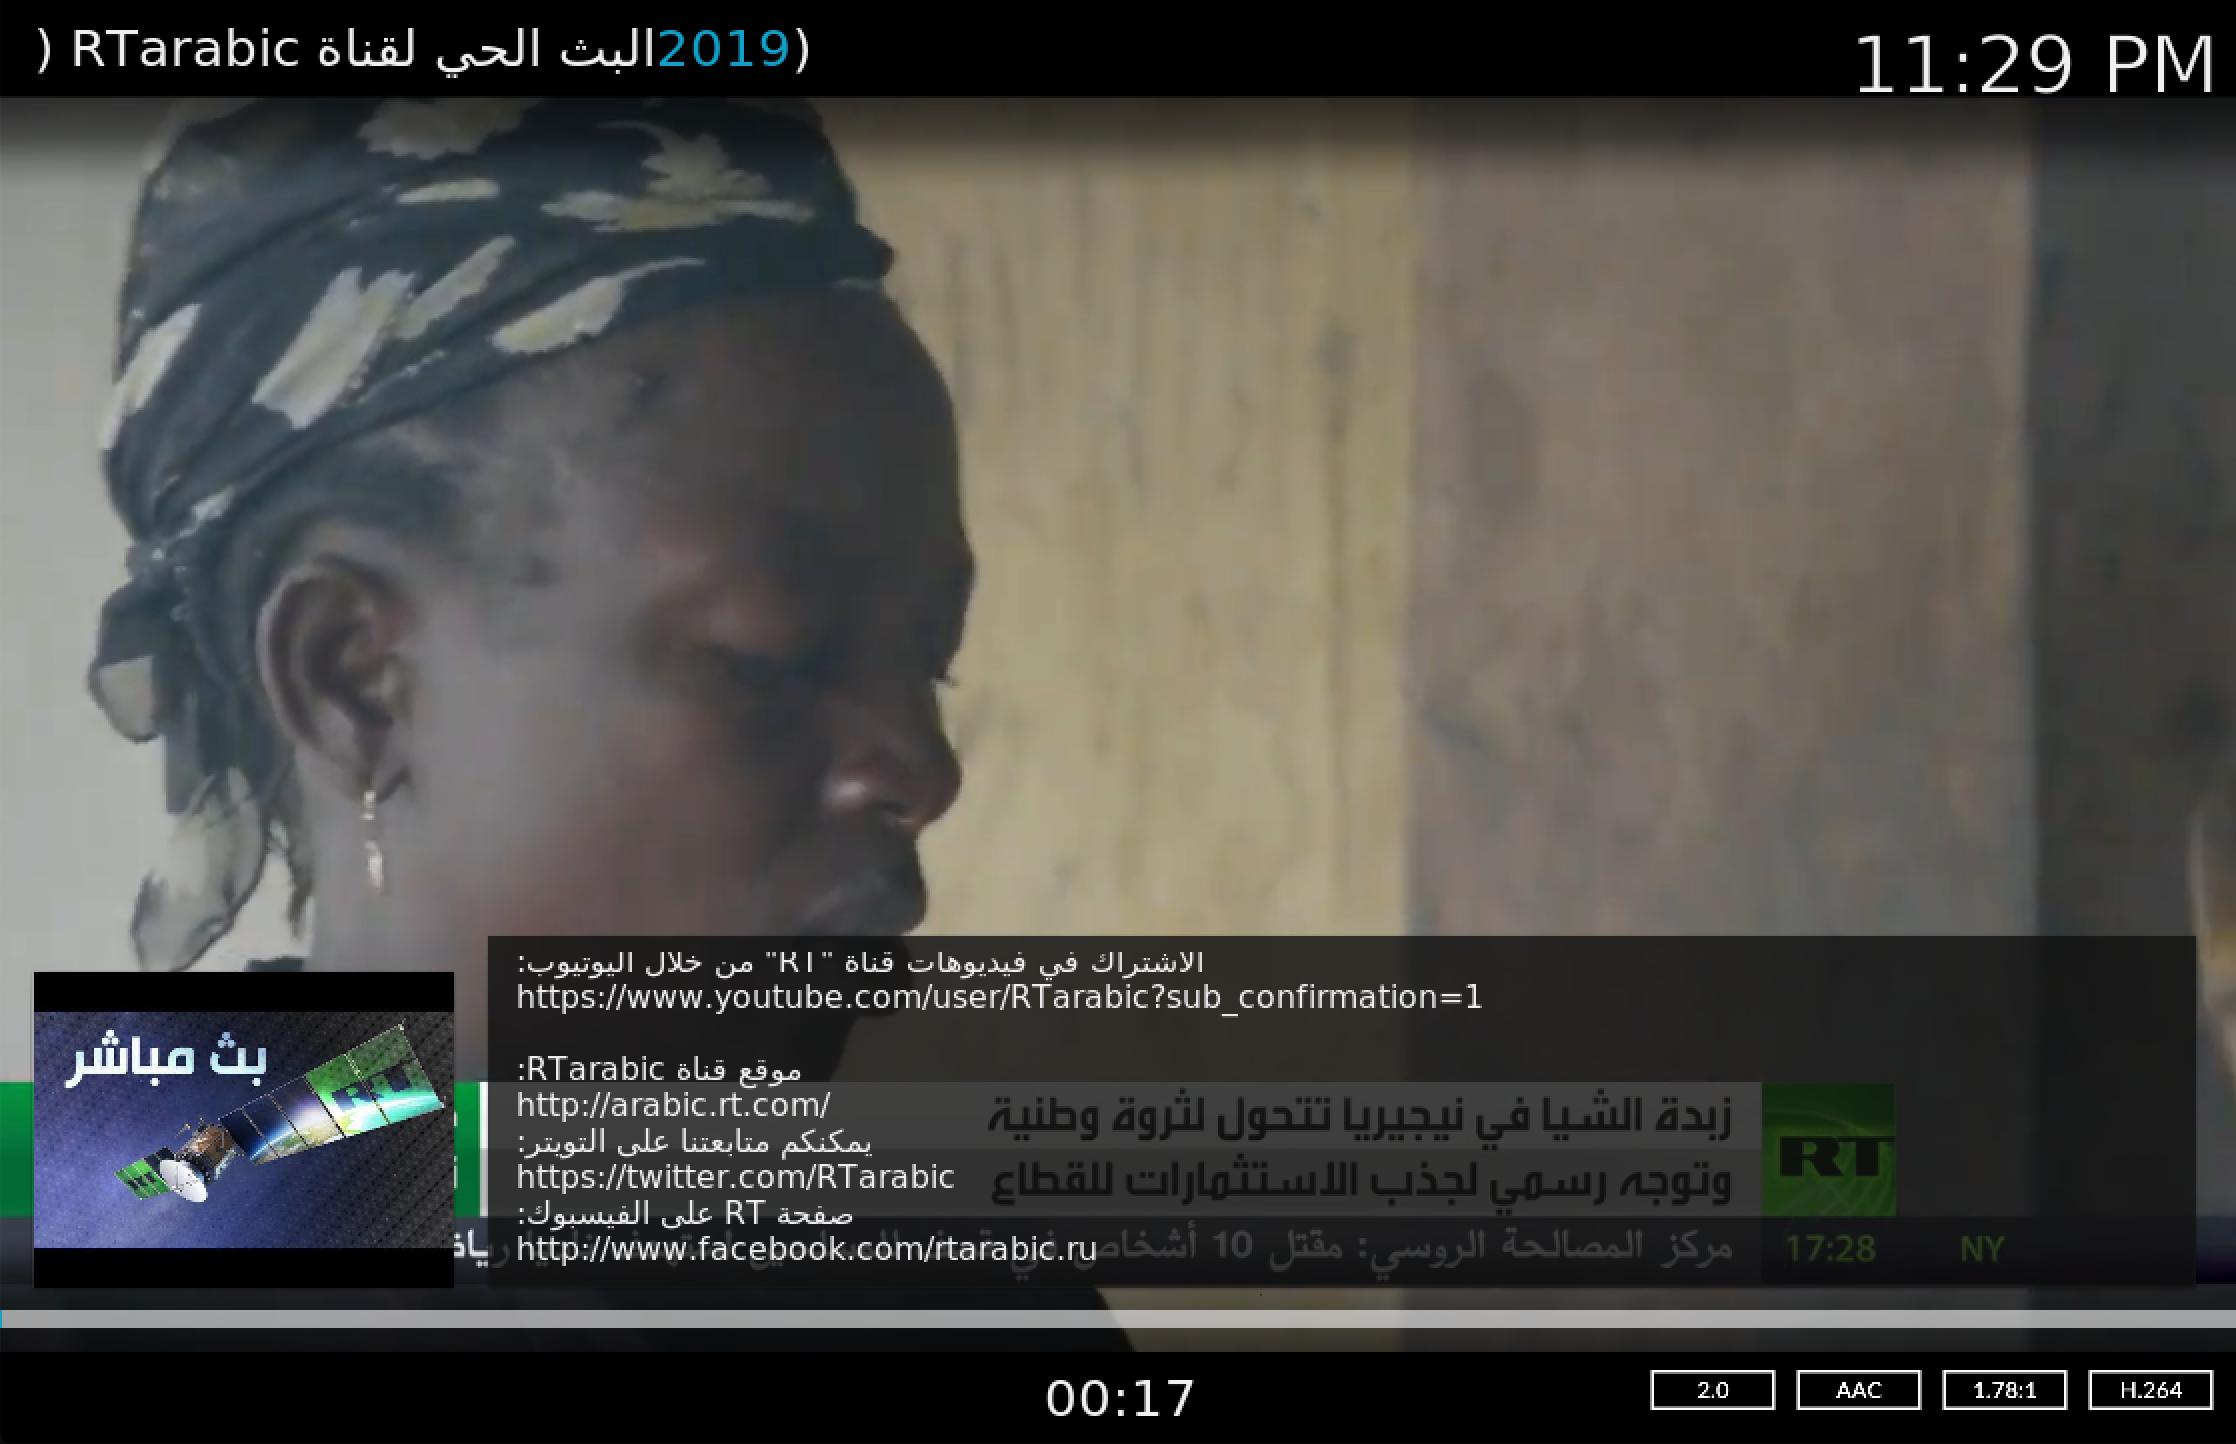 البث الحي لقناة RTarabic (2019)
11:29 PM
الاشتراك في فيديوهات قناة "RT" من خلال اليوتيوب:
https://www.youtube.com/user/RTarabic?sub_confirmation=1
موقع قناة RTarabic:
http://arabic.rt.com/
يمكنكم متابعتنا على التويتر:
https://twitter.com/RTarabic
صفحة RT على الفيسبوك:
http://www.facebook.com/rtarabic.ru
بث مباشر
RT
زبدة الشيا في نيجيريا تتحول لثروة وطنية
وتوجه رسمي لجذب الاستثمارات للقطاع
RT
مركز المصالحة الروسي: مقتل 10 أشخاص في
17:28 NY
00:17
2.0 AAC 1.78:1 H.264